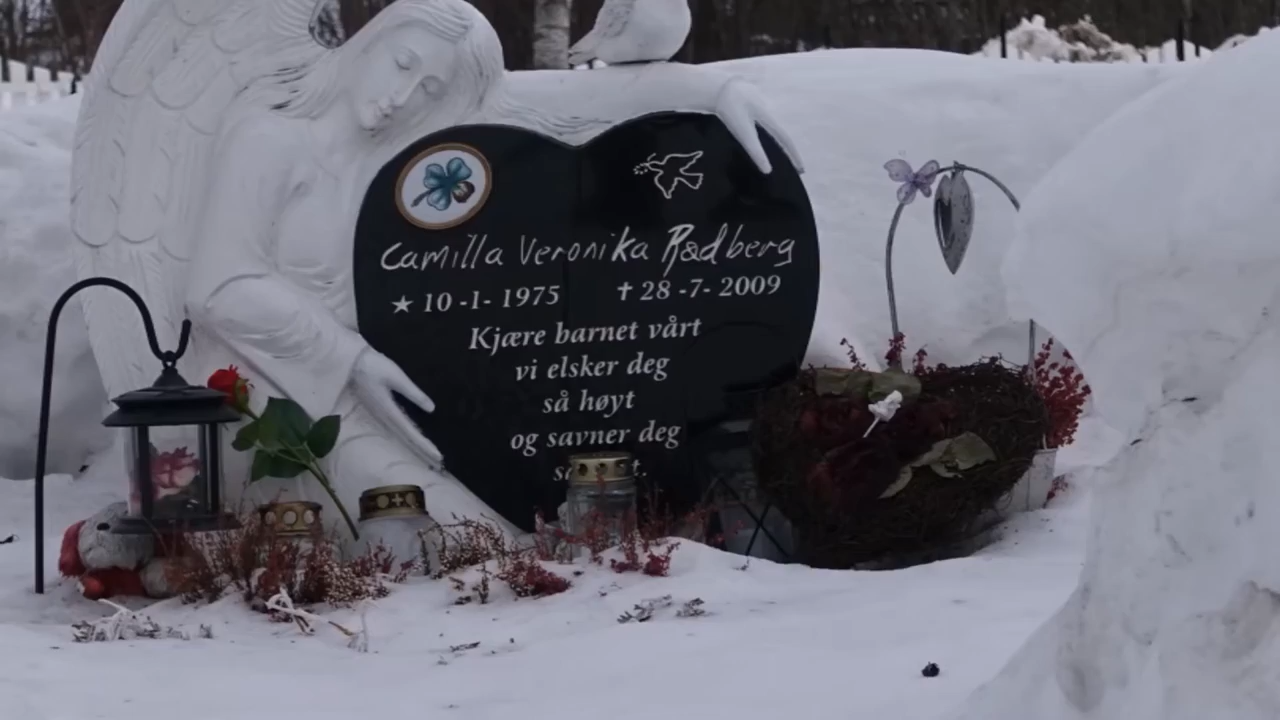 Camilla Veronika Rødberg
★ 10 -1- 1975 ✝ 28 -7- 2009
Kjære barnet vårt
vi elsker deg
så høyt
og savner deg